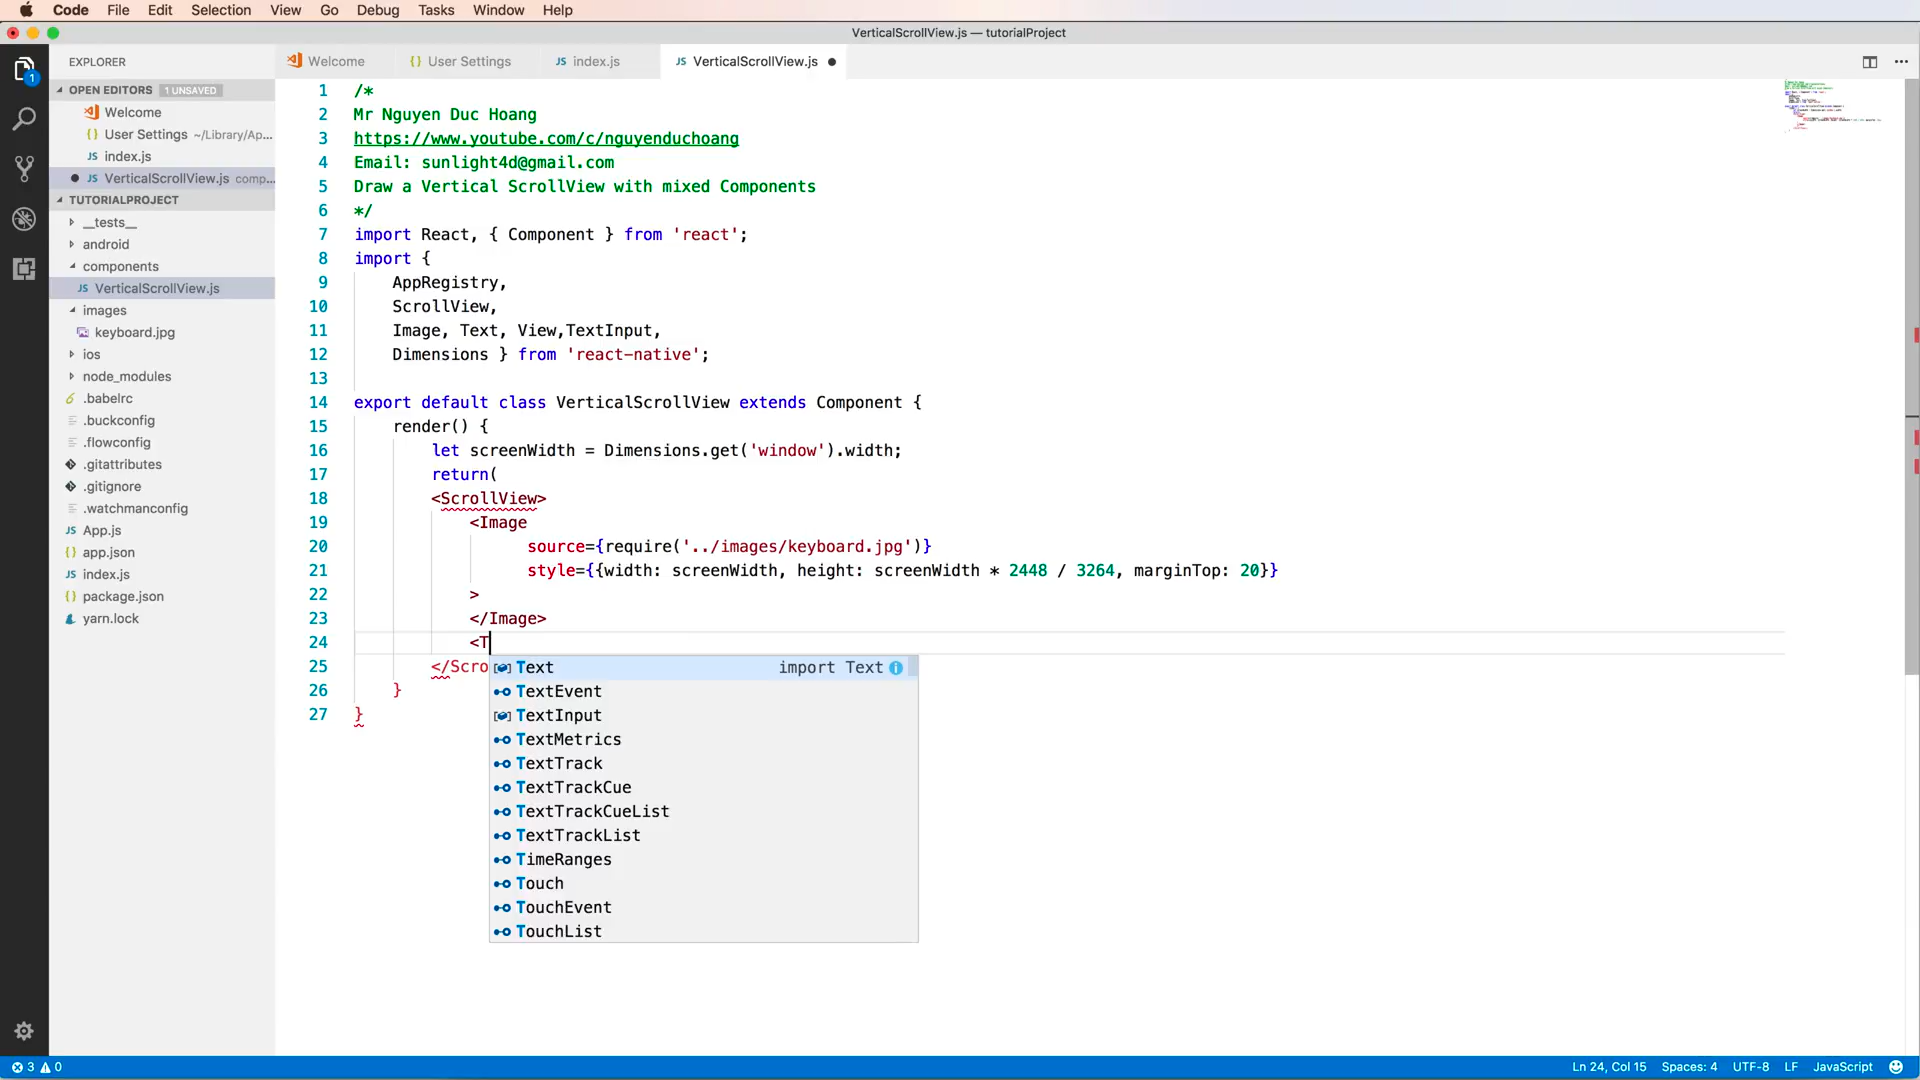 Code File Edit Selection View Go Debug Tasks Window Help
VerticalScrollView.js — tutorialProject
EXPLORER
Welcome
User Settings
JS index.js
JS VerticalScrollView.js
OPEN EDITORS 1 UNSAVED
Welcome
{ } User Settings ~/Library/Ap...
JS index.js
JS VerticalScrollView.js comp...
TUTORIALPROJECT
__tests__
android
components
JS VerticalScrollView.js
images
keyboard.jpg
ios
node_modules
.babelrc
.buckconfig
.flowconfig
.gitattributes
.gitignore
.watchmanconfig
JS App.js
{ } app.json
JS index.js
{ } package.json
yarn.lock
1
1 /*
2 Mr Nguyen Duc Hoang
3 https://www.youtube.com/c/nguyenduchoang
4 Email: sunlight4d@gmail.com
5 Draw a Vertical ScrollView with mixed Components
6 */
7 import React, { Component } from 'react';
8 import {
9 AppRegistry,
10 ScrollView,
11 Image, Text, View,TextInput,
12 Dimensions } from 'react-native';
13
14 export default class VerticalScrollView extends Component {
15 render() {
16 let screenWidth = Dimensions.get('window').width;
17 return(
18 <ScrollView>
19 <Image
20 source={require('../images/keyboard.jpg')}
21 style={{width: screenWidth, height: screenWidth * 2448 / 3264, marginTop: 20}}
22 >
23 </Image>
24 <T
25 </Scro
26 }
27 }
Text import Text
TextEvent
TextInput
TextMetrics
TextTrack
TextTrackCue
TextTrackCueList
TextTrackList
TimeRanges
Touch
TouchEvent
TouchList
3 0
Ln 24, Col 15 Spaces: 4 UTF-8 LF JavaScript